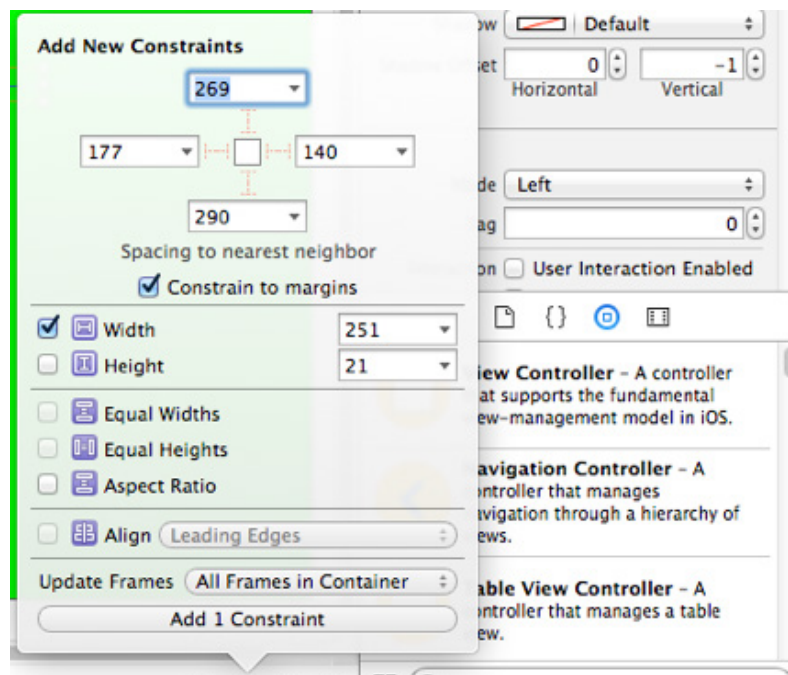 Add New Constraints
269
177
140
290
Spacing to nearest neighbor
Constrain to margins
Width 251
Height 21
Equal Widths
Equal Heights
Aspect Ratio
Align Leading Edges
Update Frames All Frames in Container
Add 1 Constraint
Default
0 -1
Horizontal Vertical
Left
0
User Interaction Enabled
{}
iew Controller – A controller
at supports the fundamental
ew-management model in iOS.
avigation Controller – A
ontroller that manages
avigation through a hierarchy of
ews.
able View Controller – A
ontroller that manages a table
ew.